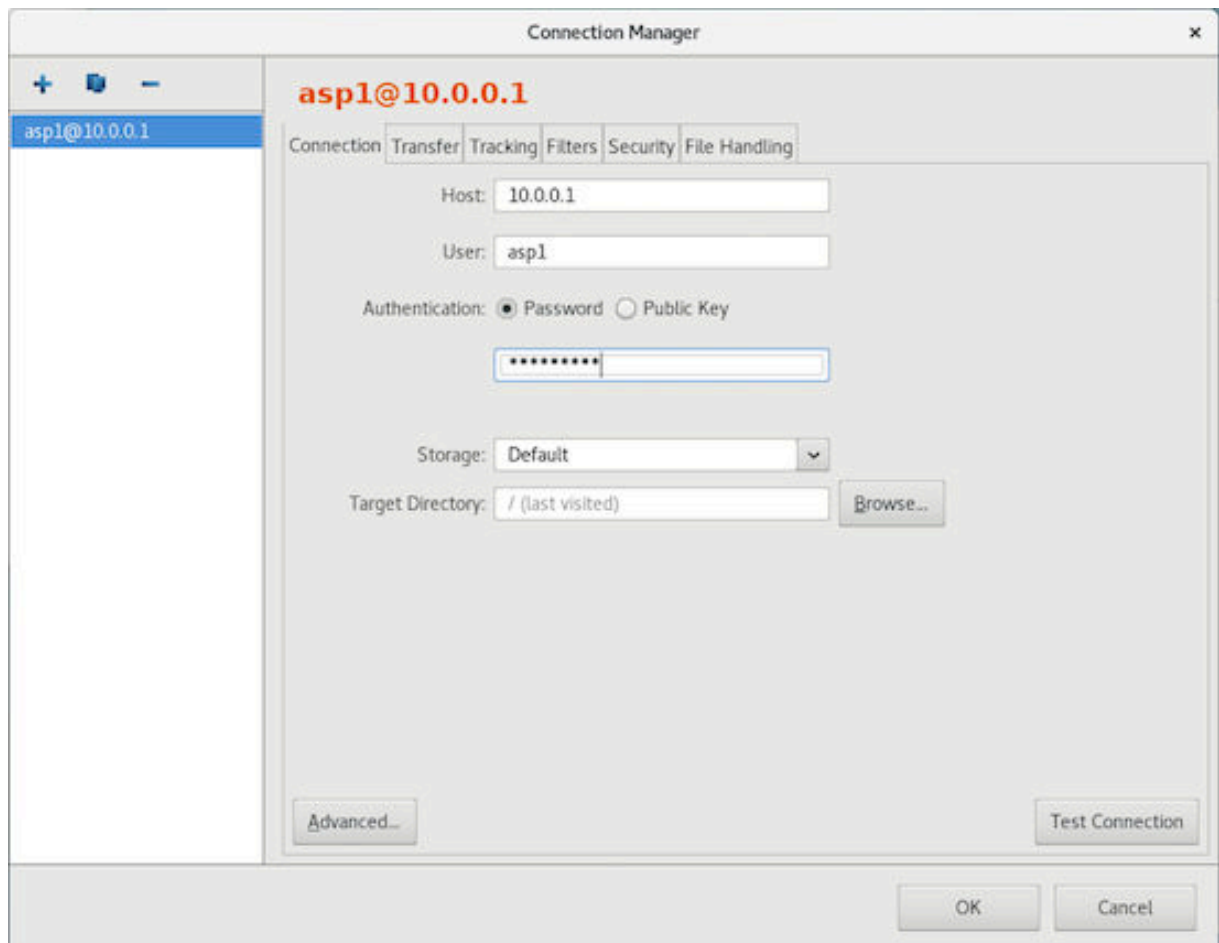 Connection Manager
asp1@10.0.0.1
asp1@10.0.0.1
Connection Transfer Tracking Filters Security File Handling
Host: 10.0.0.1
User: asp1
Authentication: Password Public Key
*********
Storage: Default
Target Directory: / (last visited) Browse...
Advanced... Test Connection
OK Cancel